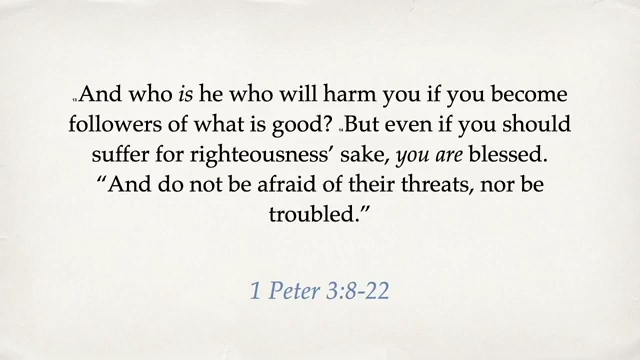 And who is he who will harm you if you become
followers of what is good? But even if you should
suffer for righteousness’ sake, you are blessed.
“And do not be afraid of their threats, nor be
troubled.”
1 Peter 3:8-22